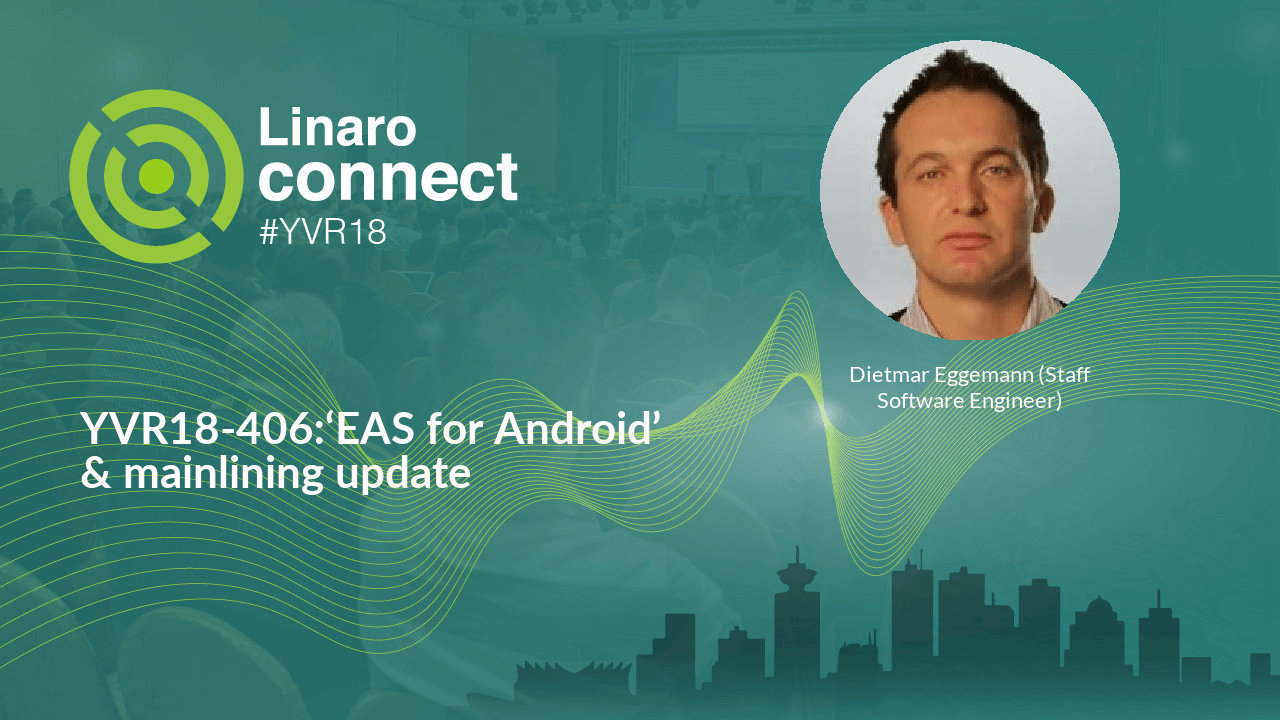 Linaro
connect
#YVR18
Dietmar Eggemann (Staff
Software Engineer)
YVR18-406:‘EAS for Android’
& mainlining update